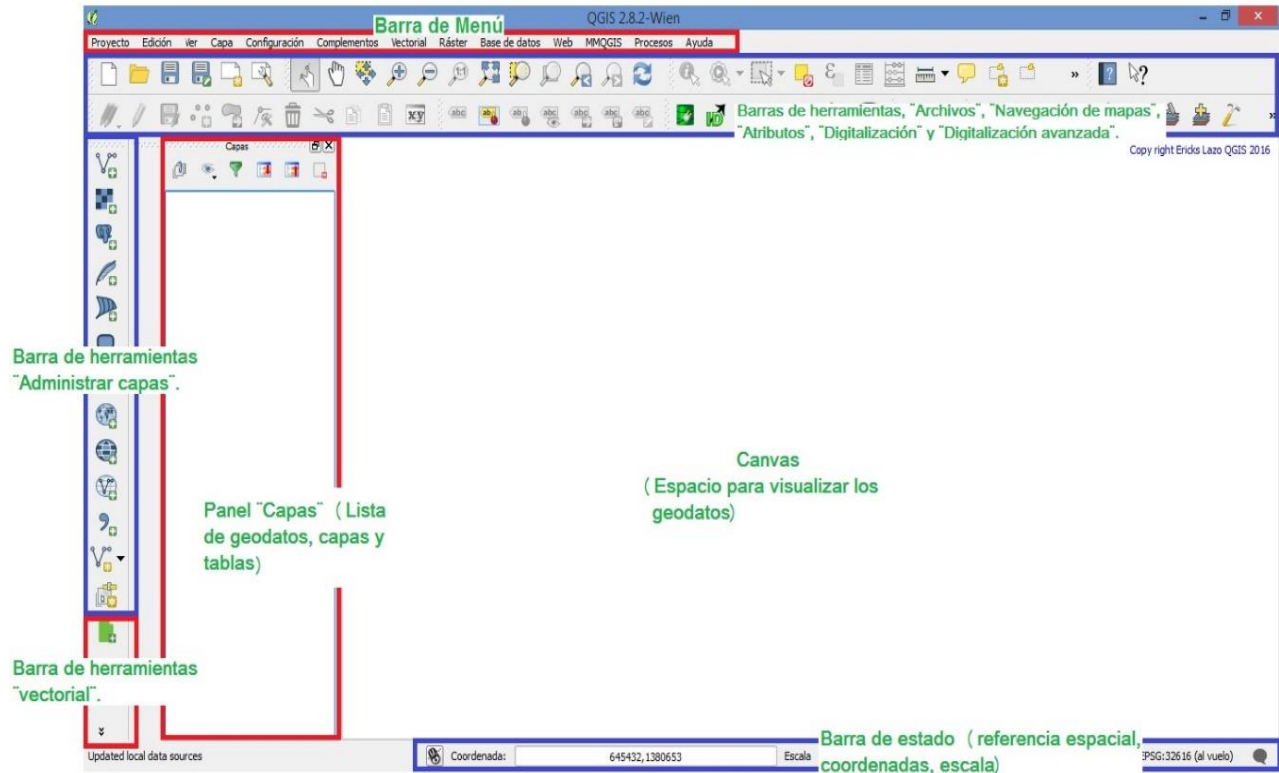 QGIS 2.8.2-Wien
Barra de Menú
Proyecto Edición Ver Capa Configuración Complementos Vectorial Ráster Base de datos Web MMQGIS Procesos Ayuda
Barras de herramientas, ¨Archivos¨, ¨Navegación de mapas¨,
¨Atributos¨, ¨Digitalización¨ y ¨Digitalización avanzada¨.
Capas
Copy right Ericks Lazo QGIS 2016
Barra de herramientas
¨Administrar capas¨.
Canvas
( Espacio para visualizar los
geodatos)
Panel ¨Capas¨ ( Lista
de geodatos, capas y
tablas)
Barra de herramientas
¨vectorial¨.
Barra de estado ( referencia espacial,
coordenadas, escala)
Updated local data sources
Coordenada: 645432,1380653 Escala
EPSG:32616 (al vuelo)